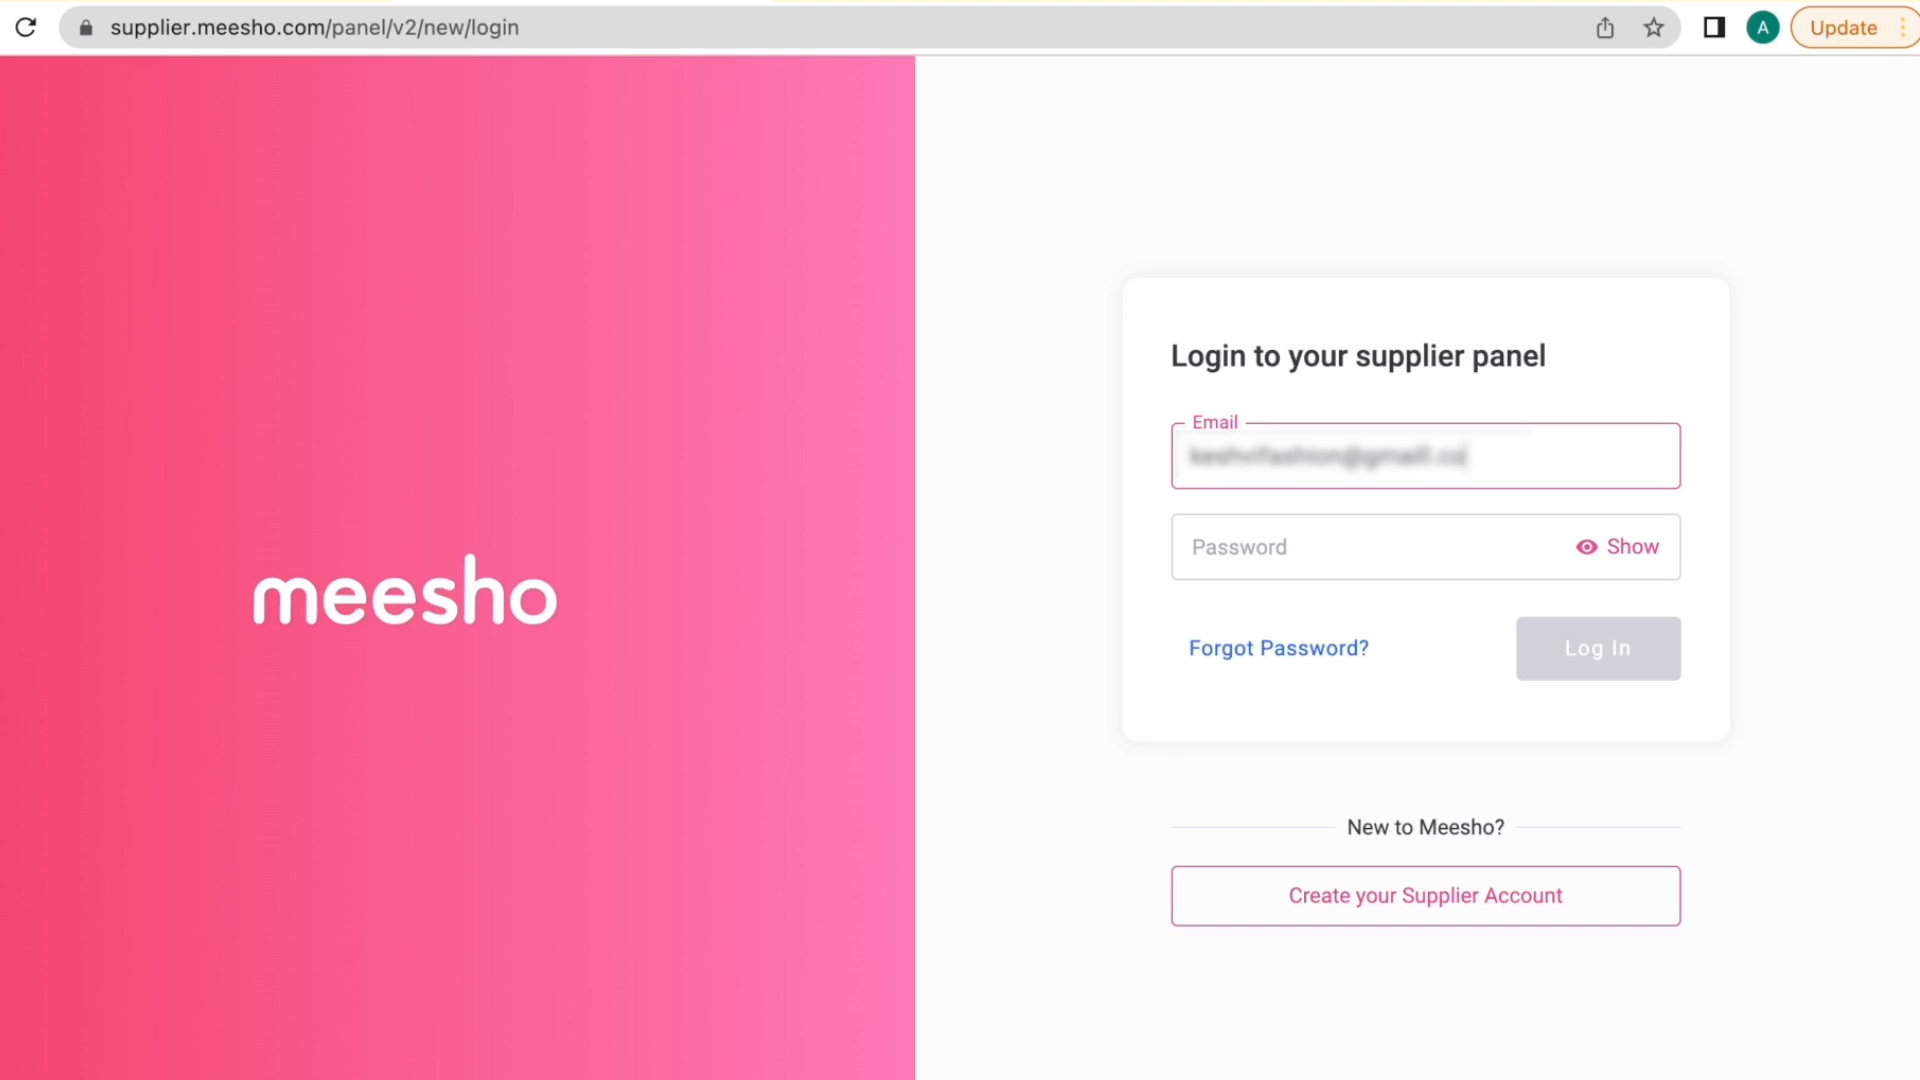 supplier.meesho.com/panel/v2/new/login
A
Update
meesho
Login to your supplier panel
Email
Password
Show
Forgot Password?
Log In
New to Meesho?
Create your Supplier Account